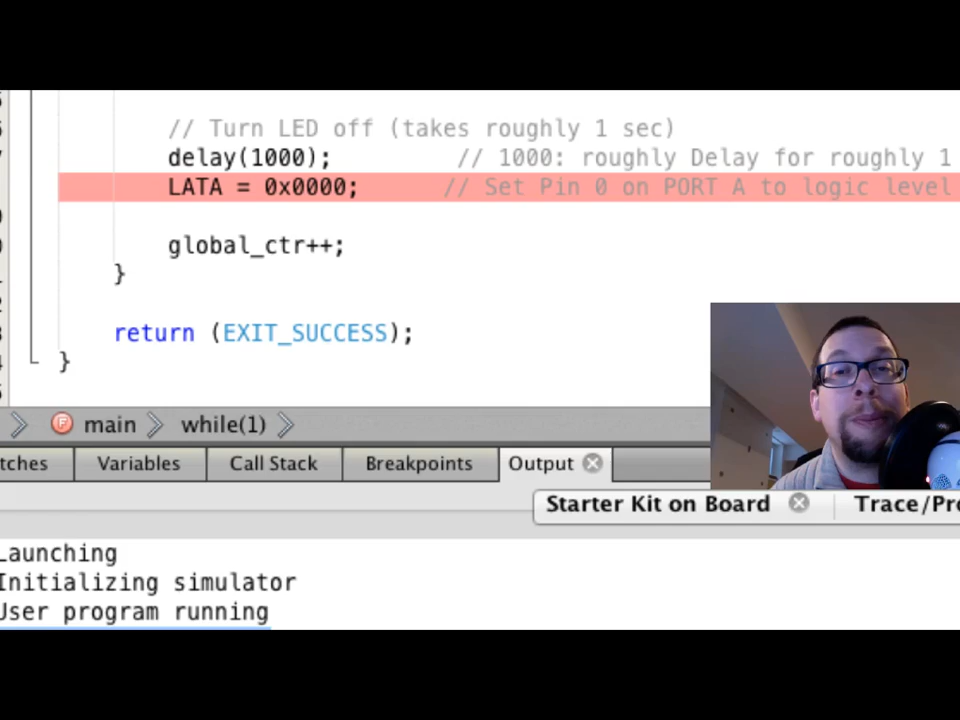 // Turn LED off (takes roughly 1 sec)
delay(1000); // 1000: roughly Delay for roughly 1
LATA = 0x0000; // Set Pin 0 on PORT A to logic level
global_ctr++;
}
return (EXIT_SUCCESS);
}
main while(1)
tches Variables Call Stack Breakpoints Output
Starter Kit on Board Trace/Pro
Launching
Initializing simulator
User program running